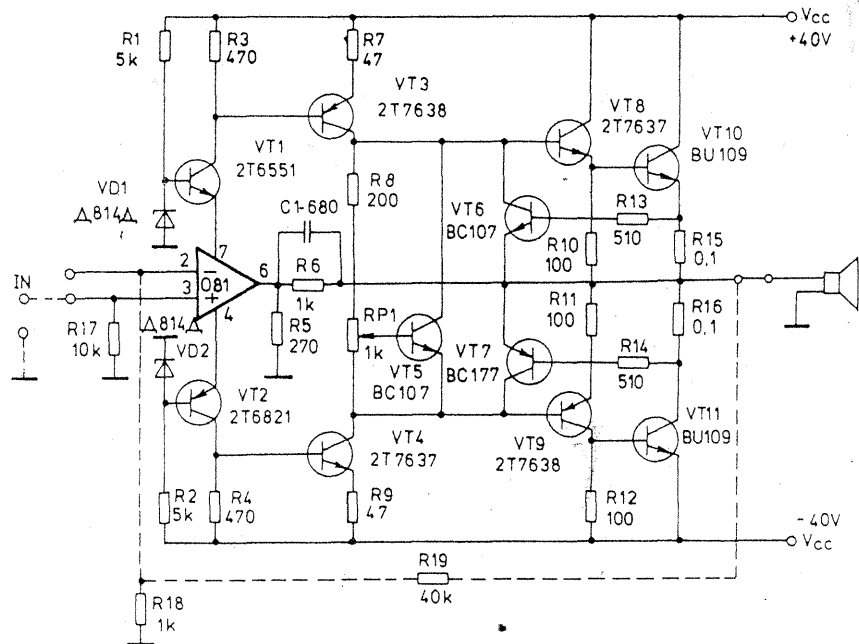 R1
5k
R3
470
R7
47
Vcc
+40V
VT3
2T7638
VT8
2T7637
VT10
BU109
VT1
2T6551
VD1
△814△
R8
200
C1-680
VT6
BC107
R13
510
R10
100
R15
0,1
IN
2
3
7
081
6
4
R6
1k
R5
270
RP1
1k
R11
100
R16
0,1
R17
10k
△814△
VD2
VT5
BC107
VT7
BC177
R14
510
VT2
2T6821
VT4
2T7637
VT9
2T7638
VT11
BU109
R2
5k
R4
470
R9
47
R12
100
-40V
Vcc
R19
40k
R18
1k